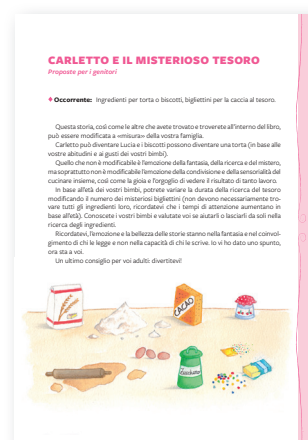 CARLETTO E IL MISTERIOSO TESORO
Proposte per i genitori
♦ Occorrente: Ingredienti per torta o biscotti, bigliettini per la caccia al tesoro.
Questa storia, così come le altre che avete trovato e troverete all'interno del libro,
può essere modificata a «misura» della vostra famiglia.
Carletto può diventare Lucia e i biscotti possono diventare una torta (in base alle
vostre abitudini e ai gusti dei vostri bimbi).
Quello che non è modificabile è l'emozione della fantasia, della ricerca e del mistero,
ma soprattutto non è modificabile l'emozione della condivisione e della sensorialità del
cucinare insieme, così come la gioia e l'orgoglio di vedere il risultato di tanto lavoro.
In base all'età dei vostri bimbi, potrete variare la durata della ricerca del tesoro
modificando il numero dei misteriosi bigliettini (non devono necessariamente tro-
vare tutti gli ingredienti loro, ricordatevi che i tempi di attenzione aumentano in
base all'età). Conoscete i vostri bimbi e valutate voi se aiutarli o lasciarli da soli nella
ricerca degli ingredienti.
Ricordatevi, l'emozione e la bellezza delle storie stanno nella fantasia e nel coinvol-
gimento di chi le legge e non nella capacità di chi le scrive. Io vi ho dato uno spunto,
ora sta a voi.
Un ultimo consiglio per voi adulti: divertitevi!
CACAO
Zucchero